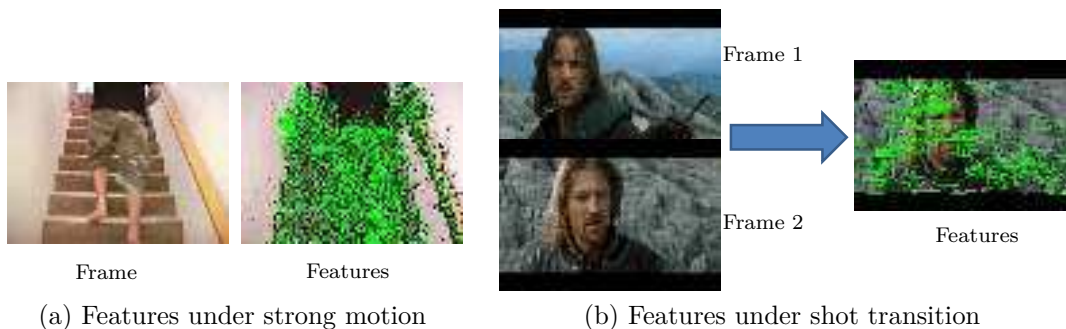 Frame
Features
(a) Features under strong motion
Frame 1
Frame 2
Features
(b) Features under shot transition